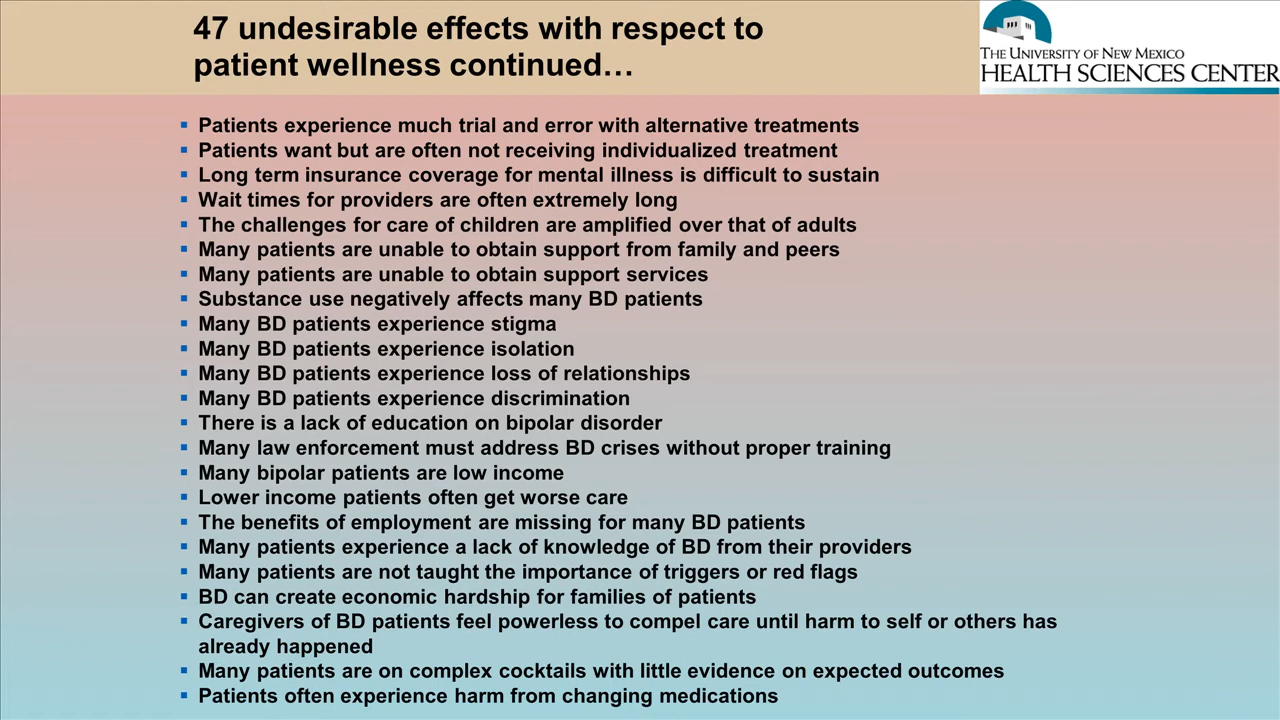 47 undesirable effects with respect to
patient wellness continued…
THE UNIVERSITY OF NEW MEXICO
HEALTH SCIENCES CENTER
▪ Patients experience much trial and error with alternative treatments
▪ Patients want but are often not receiving individualized treatment
▪ Long term insurance coverage for mental illness is difficult to sustain
▪ Wait times for providers are often extremely long
▪ The challenges for care of children are amplified over that of adults
▪ Many patients are unable to obtain support from family and peers
▪ Many patients are unable to obtain support services
▪ Substance use negatively affects many BD patients
▪ Many BD patients experience stigma
▪ Many BD patients experience isolation
▪ Many BD patients experience loss of relationships
▪ Many BD patients experience discrimination
▪ There is a lack of education on bipolar disorder
▪ Many law enforcement must address BD crises without proper training
▪ Many bipolar patients are low income
▪ Lower income patients often get worse care
▪ The benefits of employment are missing for many BD patients
▪ Many patients experience a lack of knowledge of BD from their providers
▪ Many patients are not taught the importance of triggers or red flags
▪ BD can create economic hardship for families of patients
▪ Caregivers of BD patients feel powerless to compel care until harm to self or others has
already happened
▪ Many patients are on complex cocktails with little evidence on expected outcomes
▪ Patients often experience harm from changing medications